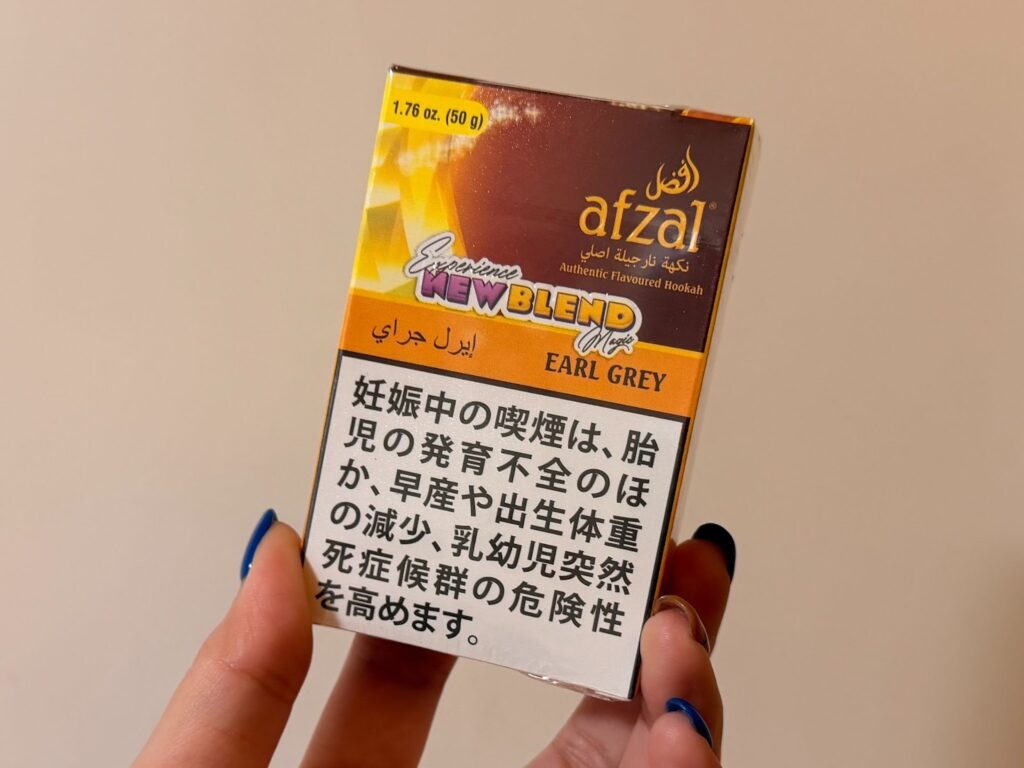 1.76 oz. (50 g)
أفضل
afzal®
نكهة نارجيلة اصلي
Authentic Flavoured Hookah
Experience
NEW BLEND
Magic
إيرل جراي
EARL GREY
妊娠中の喫煙は、胎
児の発育不全のほ
か、早産や出生体重
の減少、乳幼児突然
死症候群の危険性
を高めます。